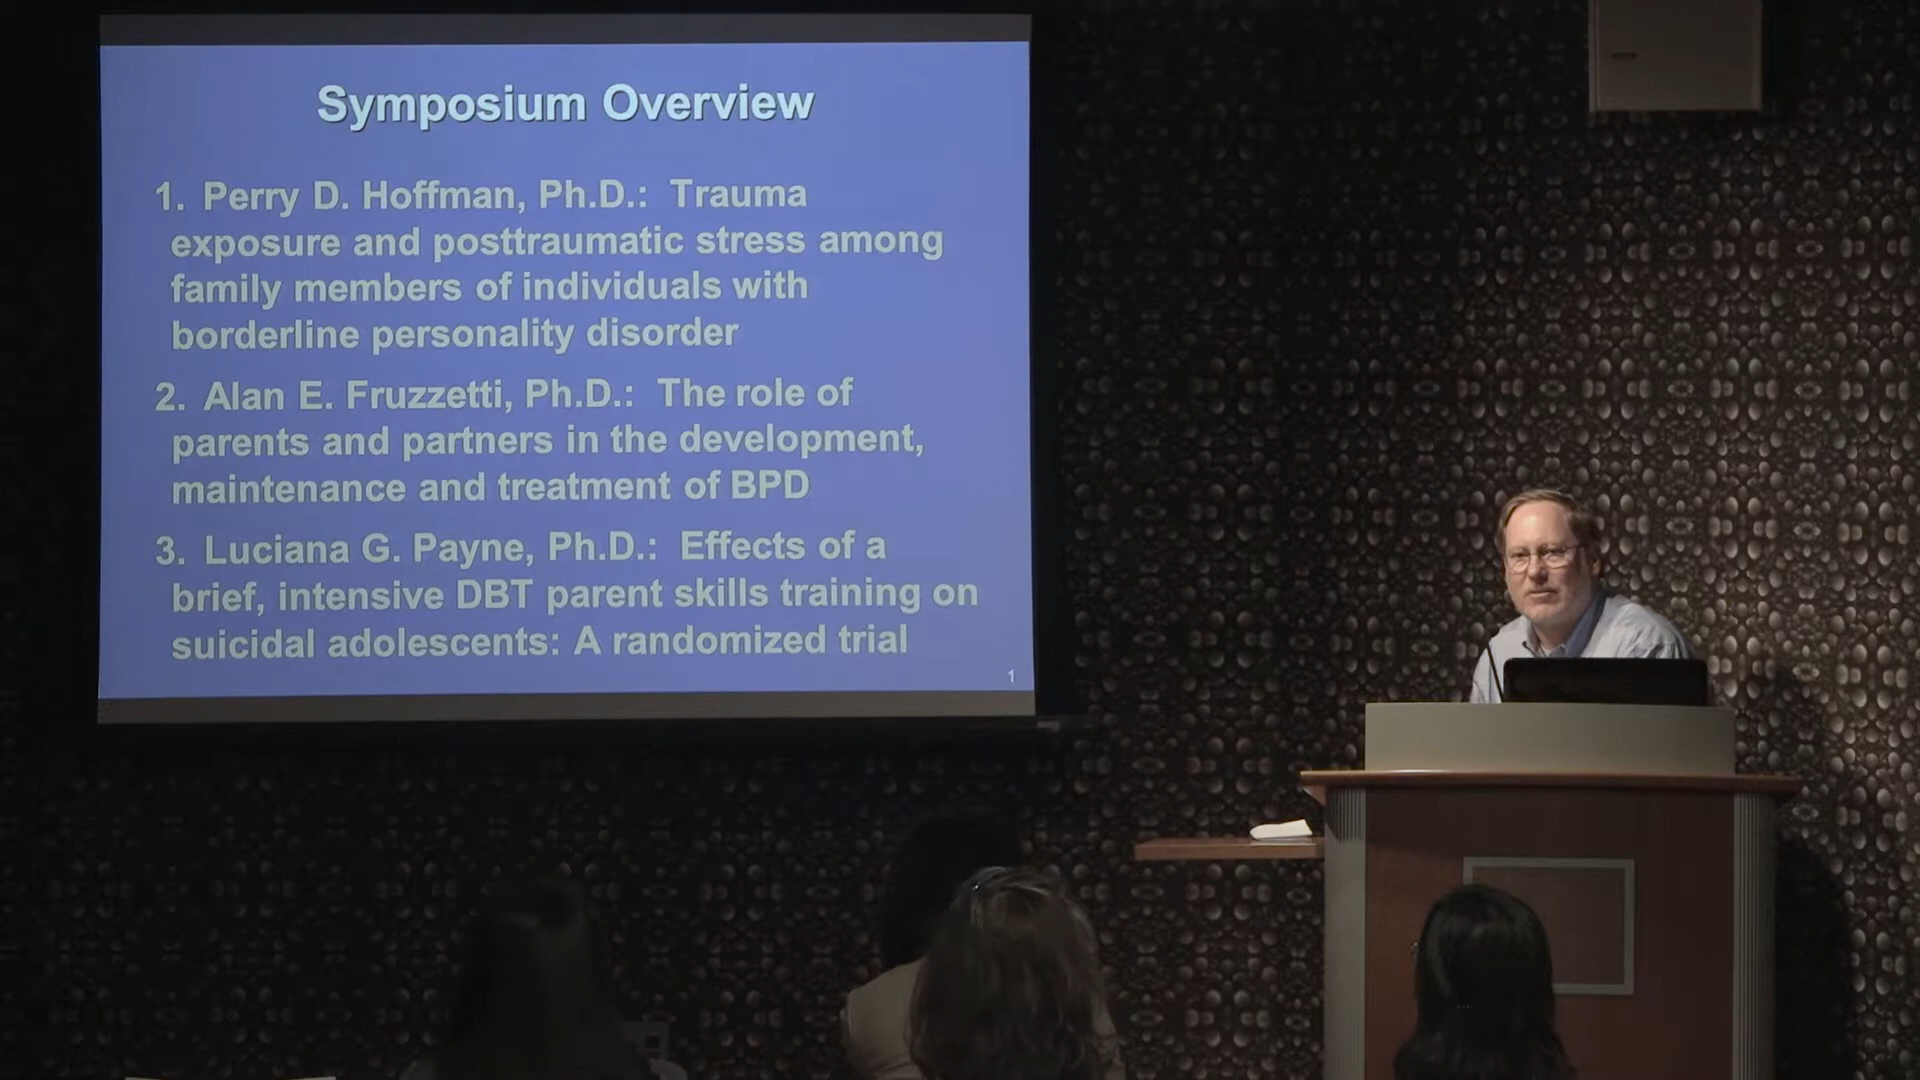 Symposium Overview
1. Perry D. Hoffman, Ph.D.: Trauma
exposure and posttraumatic stress among
family members of individuals with
borderline personality disorder
2. Alan E. Fruzzetti, Ph.D.: The role of
parents and partners in the development,
maintenance and treatment of BPD
3. Luciana G. Payne, Ph.D.: Effects of a
brief, intensive DBT parent skills training on
suicidal adolescents: A randomized trial
1